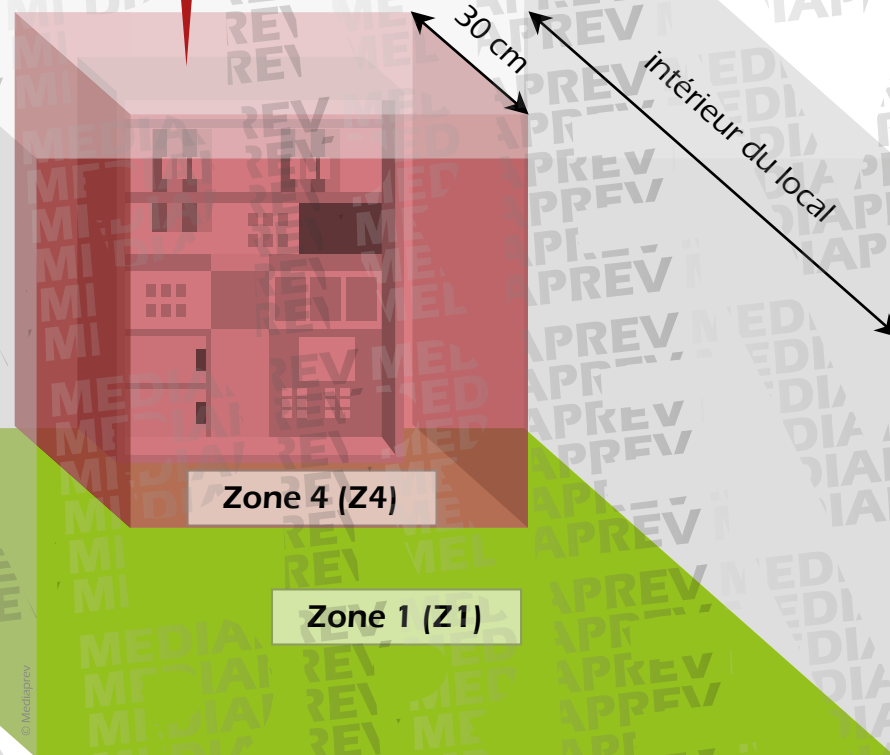 30 cm
intérieur du local
Zone 4 (Z4)
Zone 1 (Z1)
© Mediaprev